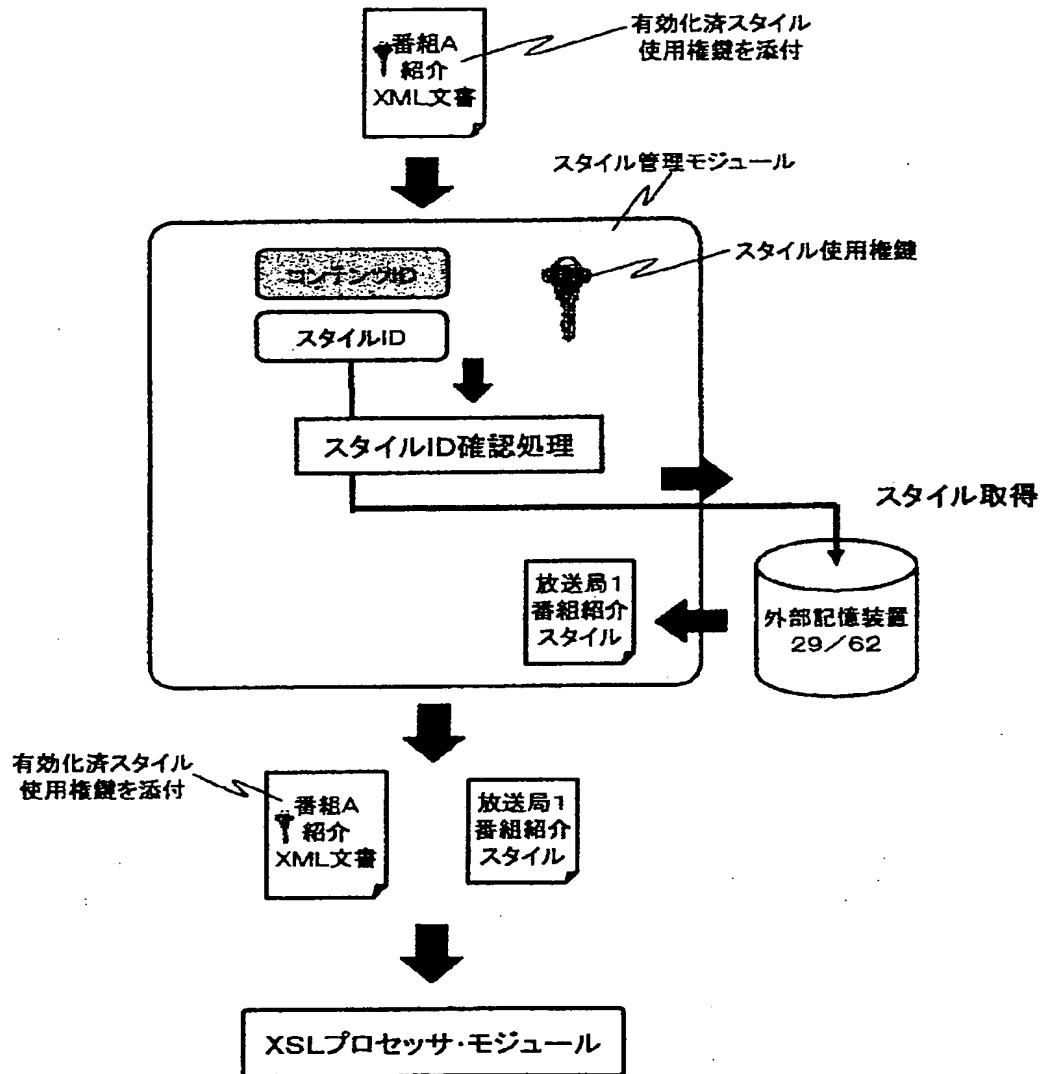 番組A
紹介
XML文書
有効化済スタイル
使用権鍵を添付
スタイル管理モジュール
コンテンツID
スタイル使用権鍵
スタイルID
スタイルID確認処理
スタイル取得
放送局1
番組紹介
スタイル
外部記憶装置
29／62
有効化済スタイル
使用権鍵を添付
番組A
紹介
XML文書
放送局1
番組紹介
スタイル
XSLプロセッサ・モジュール